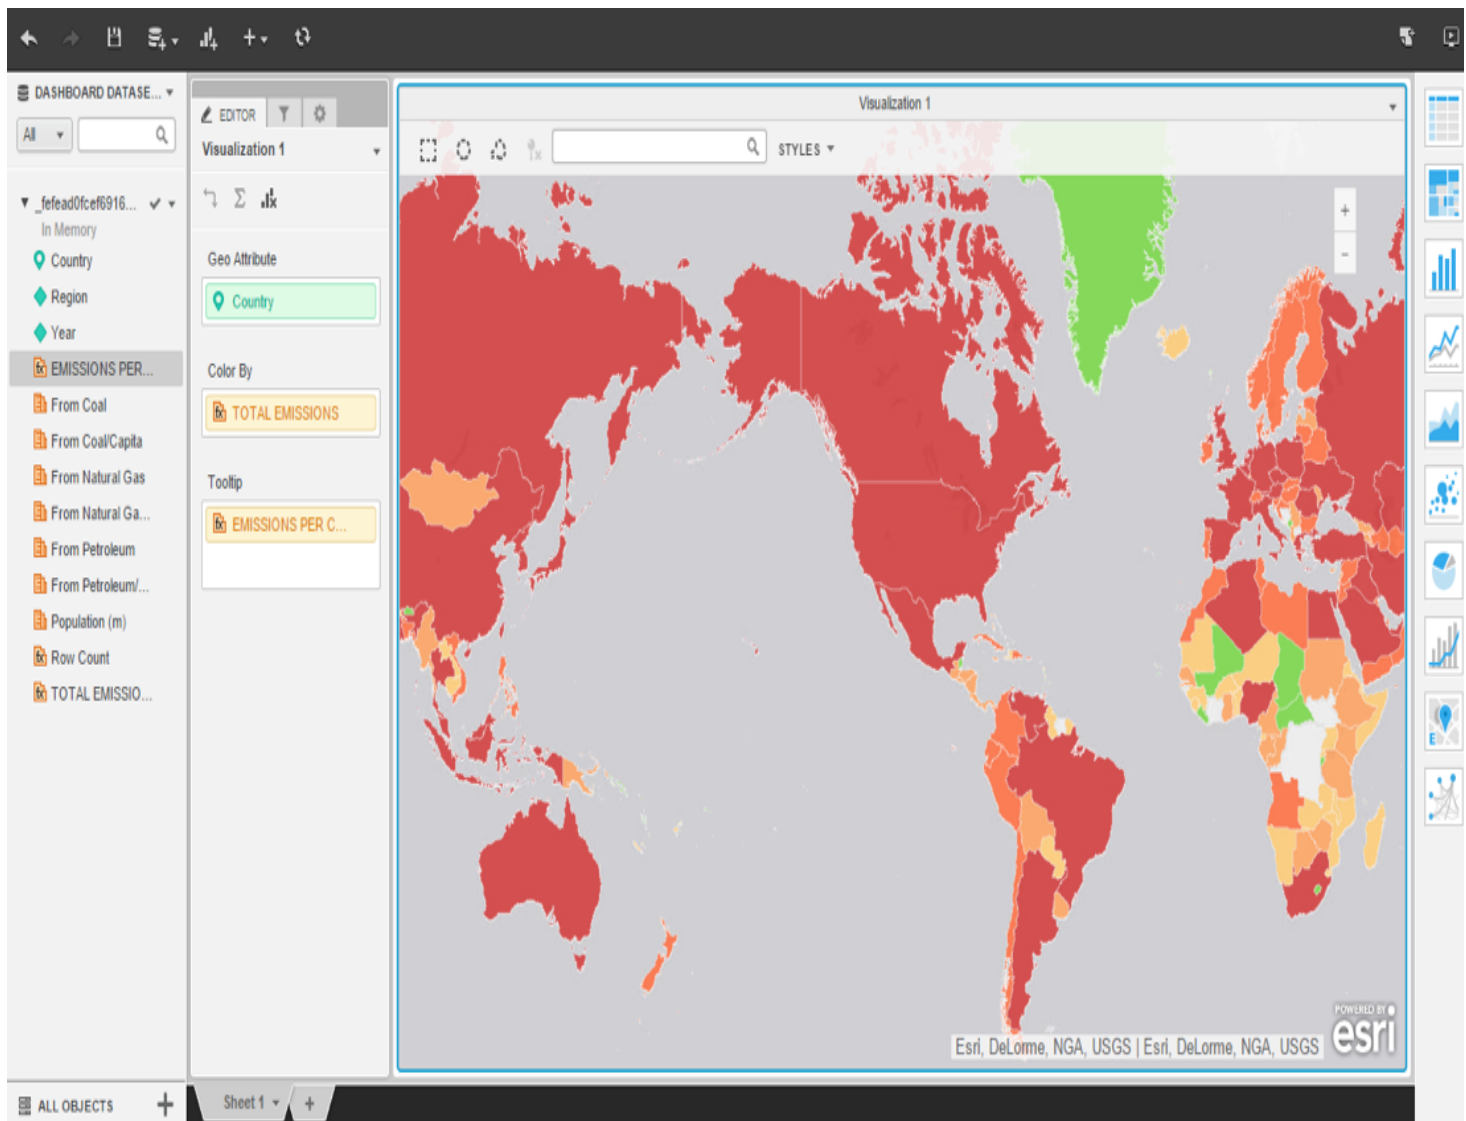 DASHBOARD DATASE...
All
_fefead0fcef6916...
In Memory
Country
Region
Year
EMISSIONS PER...
From Coal
From Coal/Capita
From Natural Gas
From Natural Ga...
From Petroleum
From Petroleum/...
Population (m)
Row Count
TOTAL EMISSIO...
ALL OBJECTS
EDITOR
Visualization 1
Geo Attribute
Country
Color By
TOTAL EMISSIONS
Tooltip
EMISSIONS PER C...
Visualization 1
STYLES
POWERED BY
esri
Esri, DeLorme, NGA, USGS | Esri, DeLorme, NGA, USGS
Sheet 1
E